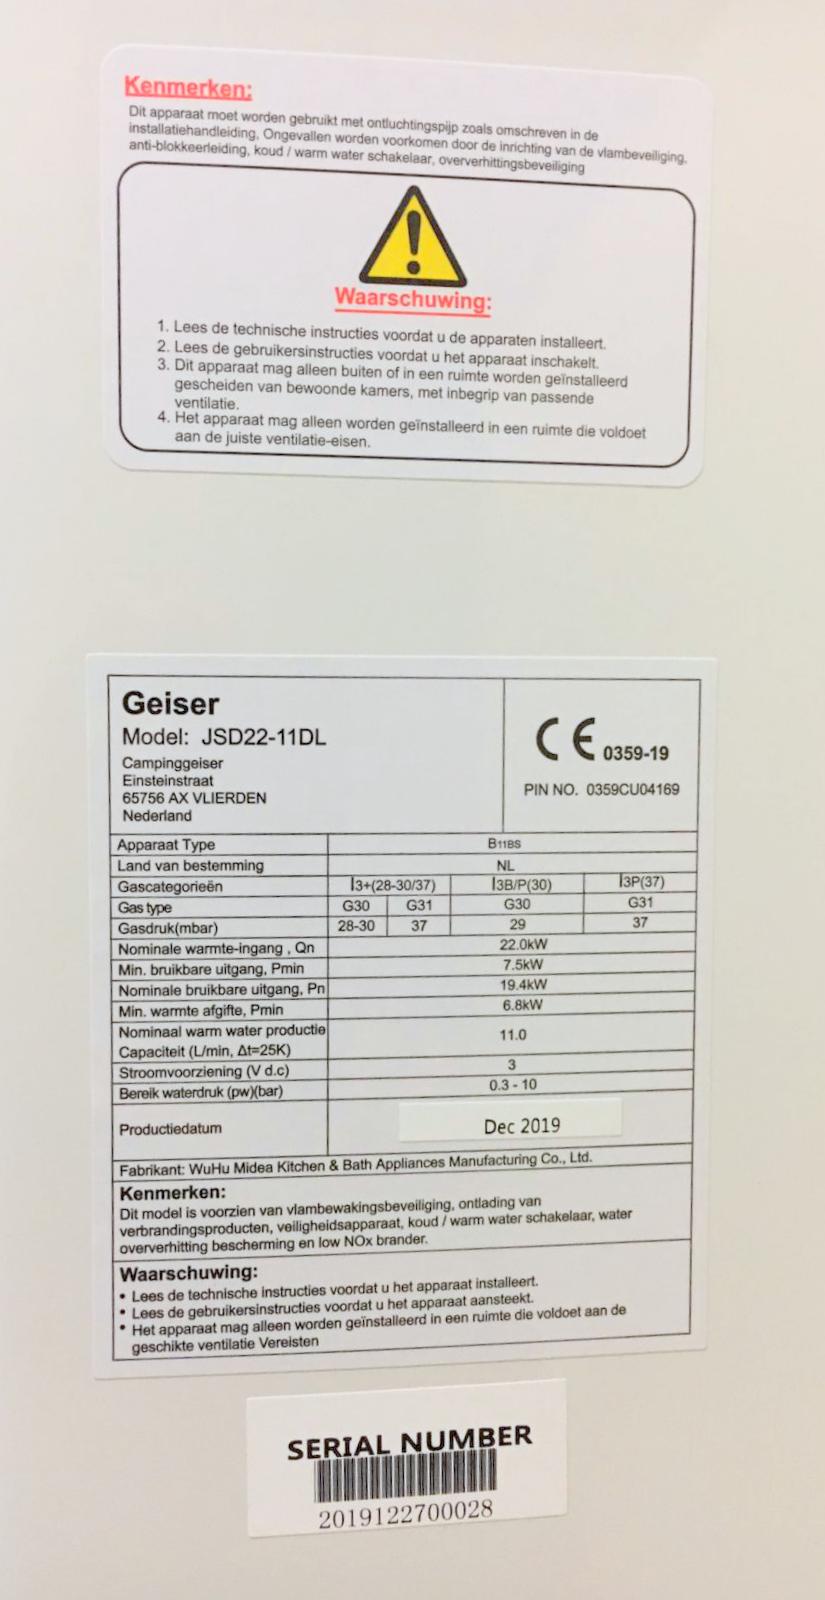 Kenmerken:
Dit apparaat moet worden gebruikt met ontluchtingspijp zoals omschreven in de
installatiehandleiding, Ongevallen worden voorkomen door de inrichting van de vlambeveiliging,
anti-blokkeerleiding, koud / warm water schakelaar, oververhittingsbeveiliging
Waarschuwing:
1. Lees de technische instructies voordat u de apparaten installeert.
2. Lees de gebruikersinstructies voordat u het apparaat inschakelt.
3. Dit apparaat mag alleen buiten of in een ruimte worden geïnstalleerd
gescheiden van bewoonde kamers, met inbegrip van passende
ventilatie.
4. Het apparaat mag alleen worden geïnstalleerd in een ruimte die voldoet
aan de juiste ventilatie-eisen.
Geiser
Model: JSD22-11DL
Campinggeiser
Einsteinstraat
65756 AX VLIERDEN
Nederland
CE 0359-19
PIN NO. 0359CU04169
Apparaat Type B11BS
Land van bestemming NL
Gascategorieën I3+(28-30/37) I3B/P(30) I3P(37)
Gas type G30 G31 G30 G31
Gasdruk(mbar) 28-30 37 29 37
Nominale warmte-ingang , Qn 22.0kW
Min. bruikbare uitgang, Pmin 7.5kW
Nominale bruikbare uitgang, Pn 19.4kW
Min. warmte afgifte, Pmin 6.8kW
Nominaal warm water productie
Capaciteit (L/min, Δt=25K) 11.0
Stroomvoorziening (V d.c) 3
Bereik waterdruk (pw)(bar) 0.3 - 10
Productiedatum Dec 2019
Fabrikant: WuHu Midea Kitchen & Bath Appliances Manufacturing Co., Ltd.
Kenmerken:
Dit model is voorzien van vlambewakingsbeveiliging, ontlading van
verbrandingsproducten, veiligheidsapparaat, koud / warm water schakelaar, water
oververhitting bescherming en low NOx brander.
Waarschuwing:
• Lees de technische instructies voordat u het apparaat installeert.
• Lees de gebruikersinstructies voordat u het apparaat aansteekt.
• Het apparaat mag alleen worden geïnstalleerd in een ruimte die voldoet aan de
geschikte ventilatie Vereisten
SERIAL NUMBER
2019122700028